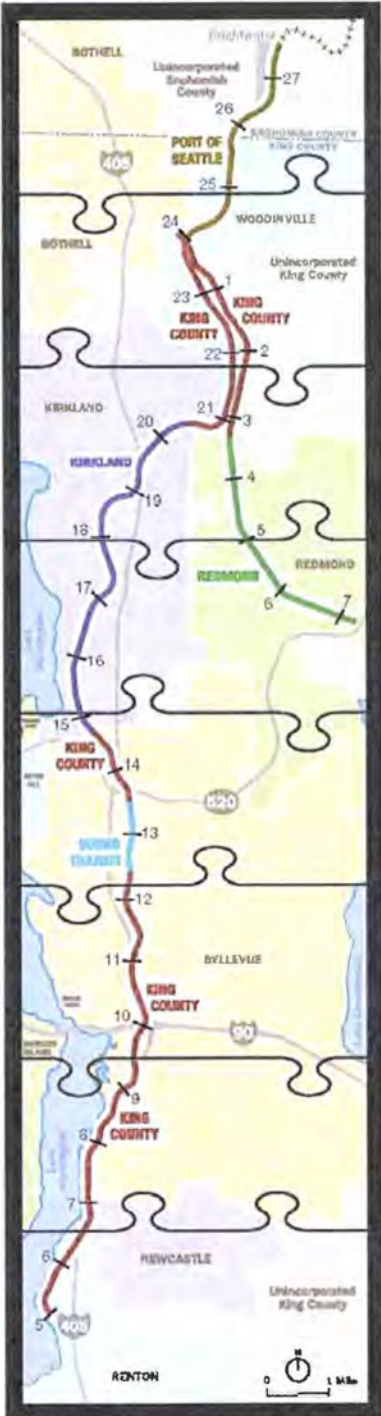 Brightwater
BOTHELL
27
Unincorporated
Snohomish
County
26
SNOHOMISH COUNTY
KING COUNTY
PORT OF
SEATTLE
405
25
WOODINVILLE
24
BOTHELL
Unincorporated
King County
1
23
KING
COUNTY
KING
COUNTY
22
2
KIRKLAND
21
3
20
KIRKLAND
4
19
18
5
REDMOND
REDMOND
17
6
7
16
15
KING
COUNTY
14
520
SOUND
TRANSIT
13
12
11
BELLEVUE
KING
COUNTY
10
90
9
KING
COUNTY
8
7
NEWCASTLE
6
Unincorporated
King County
5
405
N
RENTON
0 1 Miles